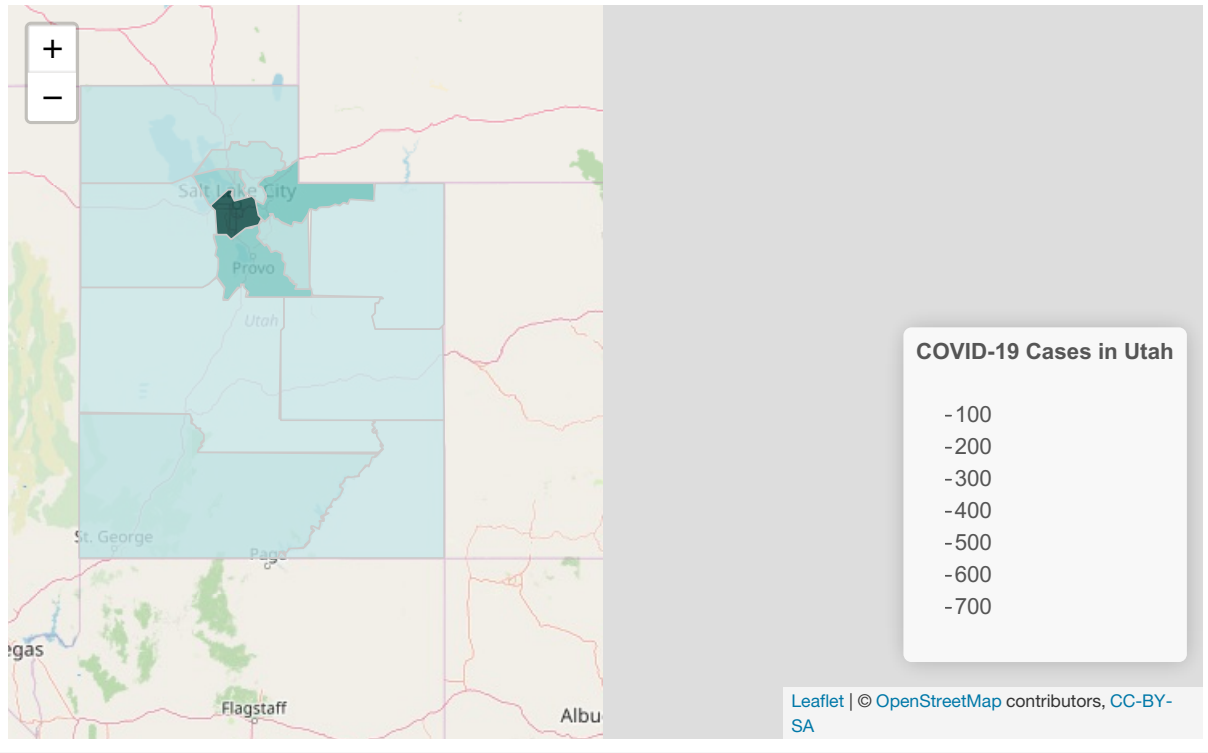 +
−
Salt Lake City
Provo
Utah
St. George
Page
egas
Flagstaff
Albu
COVID-19 Cases in Utah
-100
-200
-300
-400
-500
-600
-700
Leaflet | © OpenStreetMap contributors, CC-BY-
SA